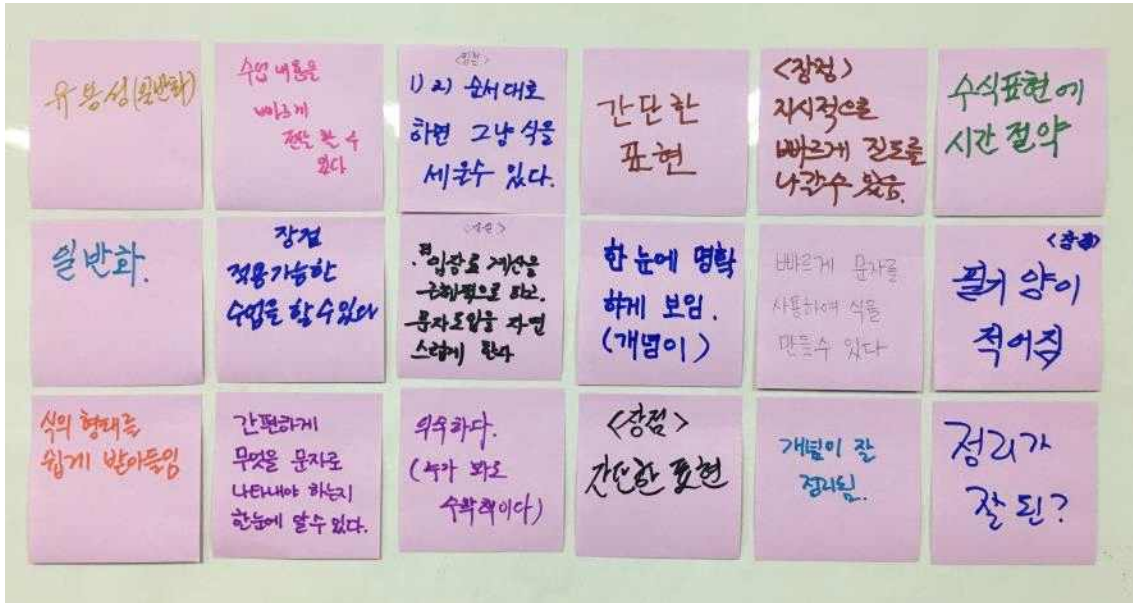 유용성(일반화)
수업 내용을
빠르게
전달 할 수
있다
<장점>
1) 2) 순서대로
하면 그냥 식을
세울수 있다.
간단한
표현
<장점>
지시적으로
빠르게 진도를
나갈수 있음.
수식표현에
시간 절약
일반화.
장점
적용가능한
수업을 할 수 있다
계산을
하고.
문자도입을 자연
스럽게 한다
한 눈에 명확
하게 보임.
(개념이)
빠르게 문자를
사용하여 식을
만들수 있다
<장점>
필기 양이
적어짐
식의 형태를
쉽게 받아들임
간편하게
무엇을 문자로
나타내야 하는지
한눈에 알수 있다.
익숙하다.
(누가 봐도
수학책이다)
<장점>
간단한 표현
개념이 잘
정리됨.
정리가
잘 된?